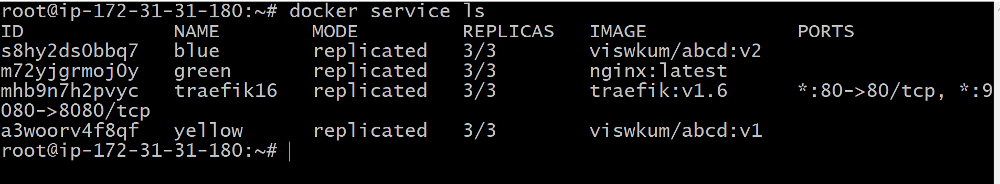 root@ip-172-31-31-180:~# docker service ls
ID NAME MODE REPLICAS IMAGE PORTS
s8hy2ds0bbq7 blue replicated 3/3 viswkum/abcd:v2
m72yjgrmoj0y green replicated 3/3 nginx:latest
mhb9n7h2pvyc traefik16 replicated 3/3 traefik:v1.6 *:80->80/tcp, *:9
080->8080/tcp
a3woorv4f8qf yellow replicated 3/3 viswkum/abcd:v1
root@ip-172-31-31-180:~#